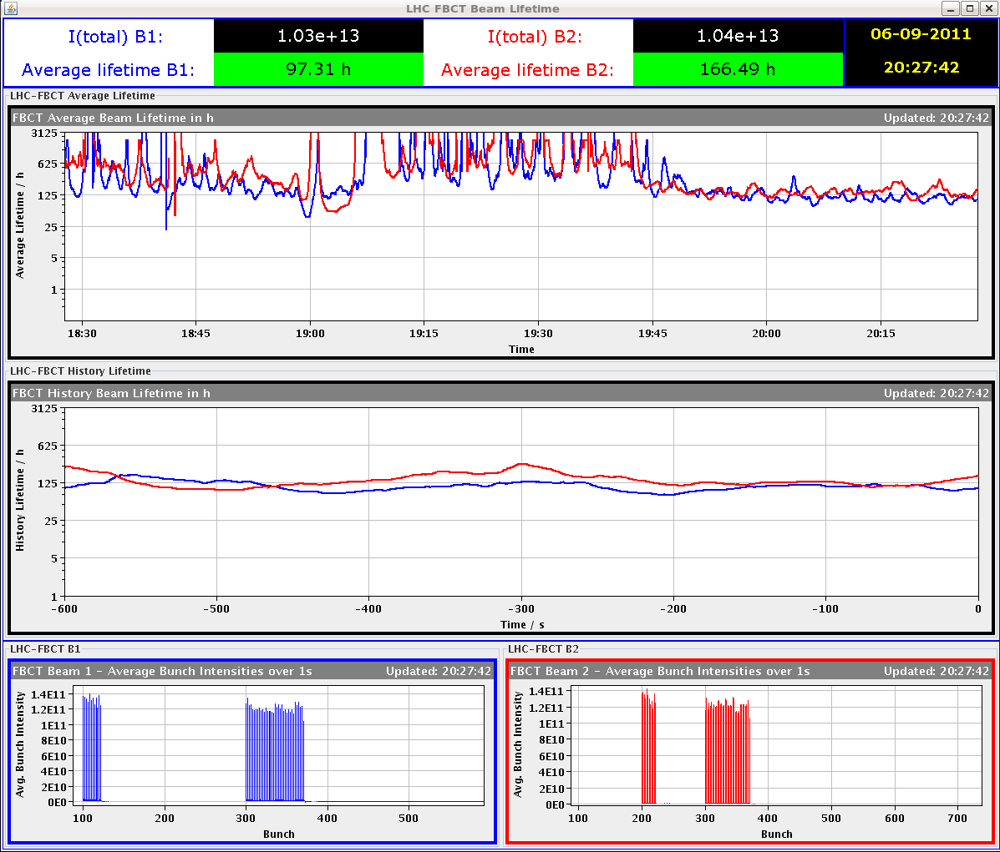 LHC FBCT Beam Lifetime
I(total) B1: 1.03e+13 I(total) B2: 1.04e+13 06-09-2011
Average lifetime B1: 97.31 h Average lifetime B2: 166.49 h 20:27:42
LHC-FBCT Average Lifetime
FBCT Average Beam Lifetime in h Updated: 20:27:42
Average Lifetime / h
3125
625
125
25
5
1
18:30 18:45 19:00 19:15 19:30 19:45 20:00 20:15
Time
LHC-FBCT History Lifetime
FBCT History Beam Lifetime in h Updated: 20:27:42
History Lifetime / h
3125
625
125
25
5
1
-600 -500 -400 -300 -200 -100 0
Time / s
LHC-FBCT B1
FBCT Beam 1 - Average Bunch Intensities over 1s Updated: 20:27:42
Avg. Bunch Intensity
1.4E11
1.2E11
1E11
8E10
6E10
4E10
2E10
0E0
100 200 300 400 500
Bunch
LHC-FBCT B2
FBCT Beam 2 - Average Bunch Intensities over 1s Updated: 20:27:42
Avg. Bunch Intensity
1.4E11
1.2E11
1E11
8E10
6E10
4E10
2E10
0E0
100 200 300 400 500 600 700
Bunch